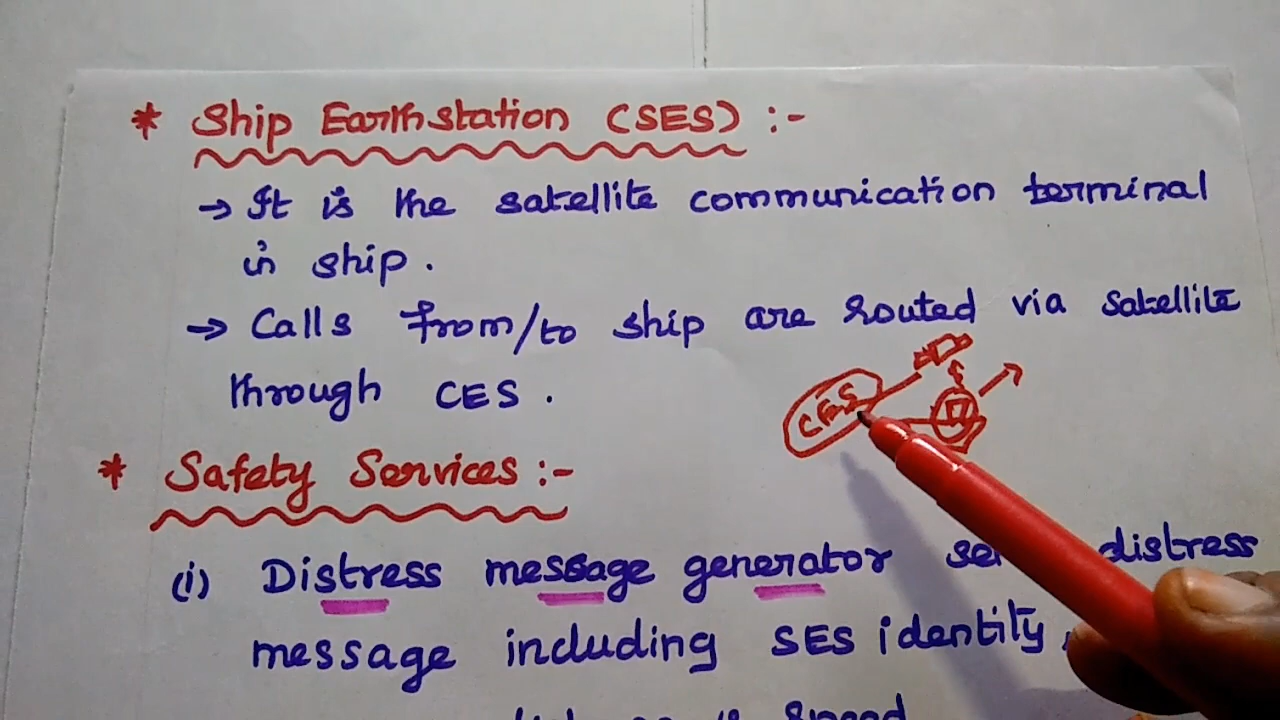 * Ship Earthstation (SES) :-
→ It is the satellite communication terminal
in ship.
→ Calls from/to ship are routed via satellite
through CES.
CES
* Safety Services :-
(i) Distress message generator distress
message including SES identity,
speed